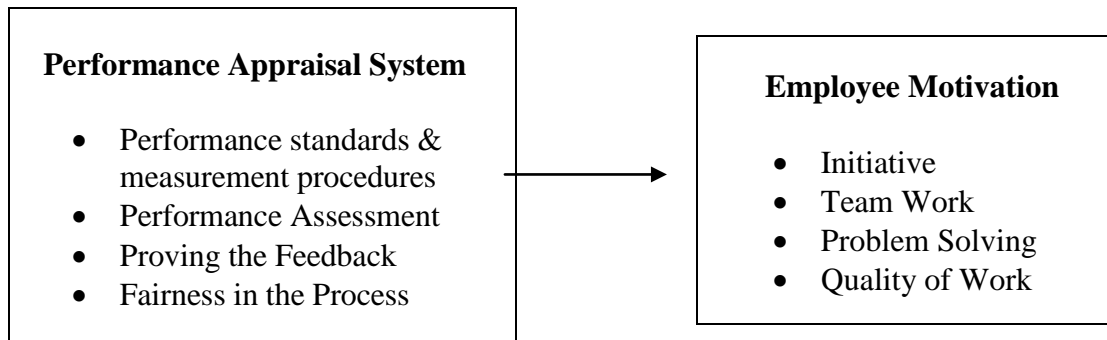 Performance Appraisal System
• Performance standards &
measurement procedures
• Performance Assessment
• Proving the Feedback
• Fairness in the Process
Employee Motivation
• Initiative
• Team Work
• Problem Solving
• Quality of Work